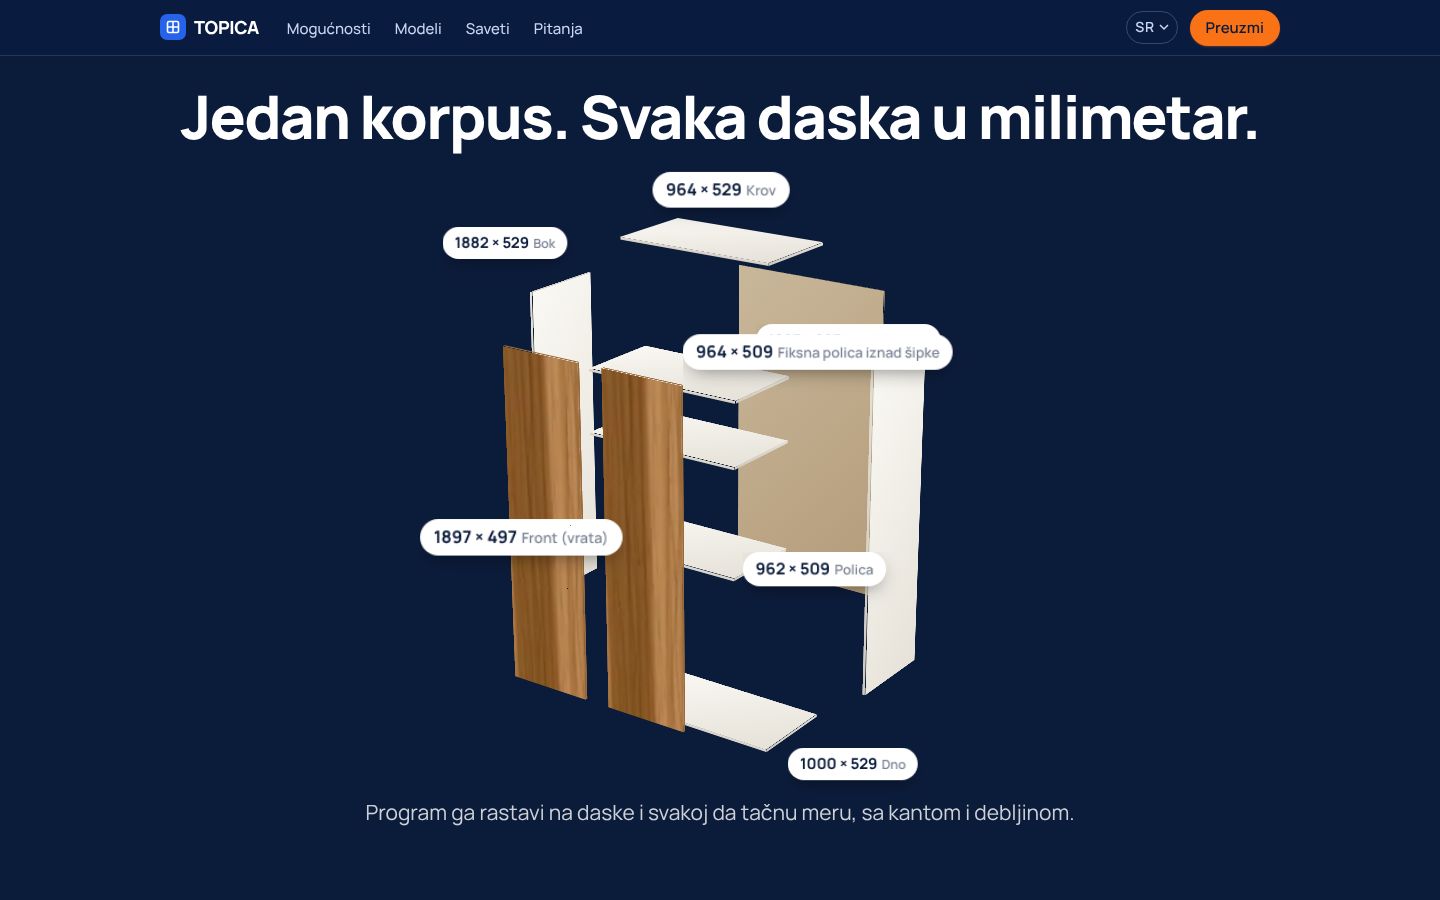 TOPICA
Mogućnosti
Modeli
Saveti
Pitanja
SR
Preuzmi
Jedan korpus. Svaka daska u milimetar.
964 × 529 Krov
1882 × 529 Bok
964 × 509 Fiksna polica iznad šipke
1897 × 497 Front (vrata)
962 × 509 Polica
1000 × 529 Dno
Program ga rastavi na daske i svakoj da tačnu meru, sa kantom i debljinom.